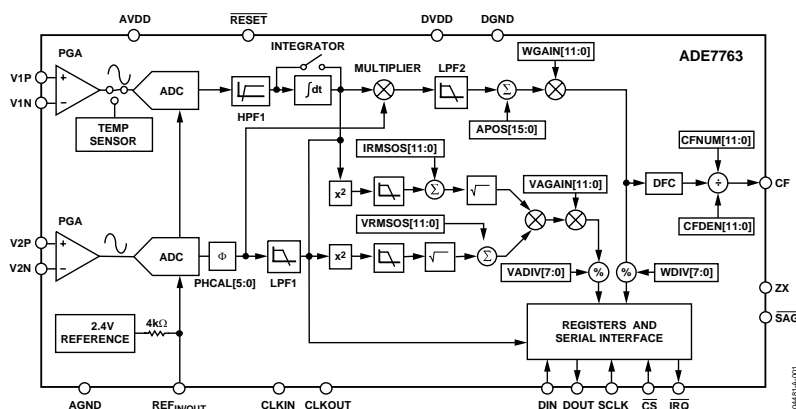 AVDD RESET DVDD DGND
INTEGRATOR WGAIN[11:0] ADE7763
PGA MULTIPLIER LPF2
V1P + ADC ∫dt Σ CFNUM[11:0]
V1N −
HPF1
TEMP SENSOR APOS[15:0]
IRMSOS[11:0]
DFC ÷ CF
x² Σ √ VAGAIN[11:0]
PGA VRMSOS[11:0] CFDEN[11:0]
V2P + ADC Φ x² √ Σ
V2N −
PHCAL[5:0] LPF1 VADIV[7:0] % % WDIV[7:0]
ZX
2.4V REFERENCE 4kΩ REGISTERS AND SERIAL INTERFACE SAG
AGND REFIN/OUT CLKIN CLKOUT DIN DOUT SCLK CS IRQ
04481-A-001